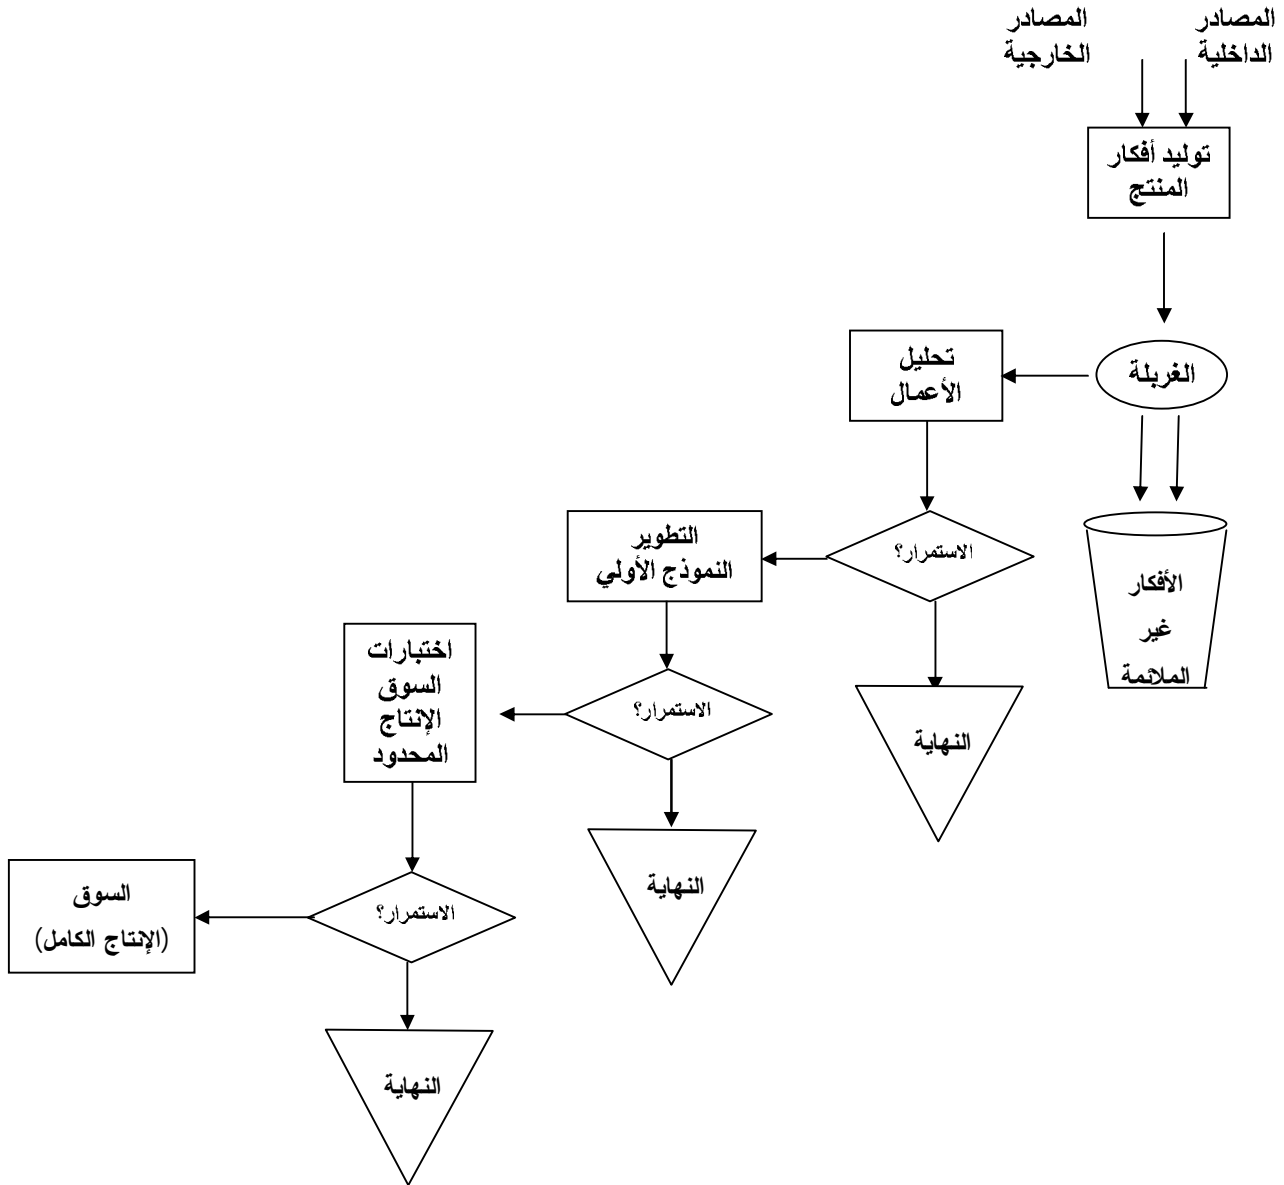 المصادر
الداخلية
المصادر
الخارجية
توليد أفكار
المنتج
الغربلة
تحليل
الأعمال
الأفكار
غير
الملائمة
الاستمرار؟
التطوير
النموذج الأولي
النهاية
الاستمرار؟
اختبارات
السوق
الإنتاج
المحدود
النهاية
الاستمرار؟
السوق
(الإنتاج الكامل)
النهاية